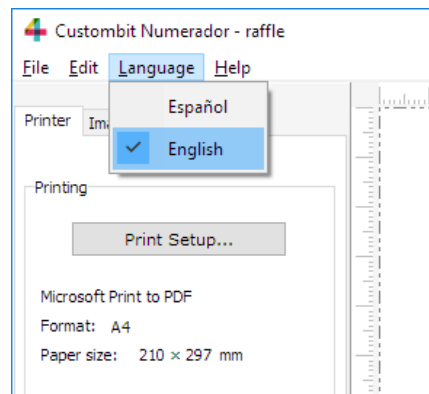 Custombit Numerador - raffle
File Edit Language Help
Español
Printer
English
Printing
Print Setup...
Microsoft Print to PDF
Format: A4
Paper size: 210 × 297 mm